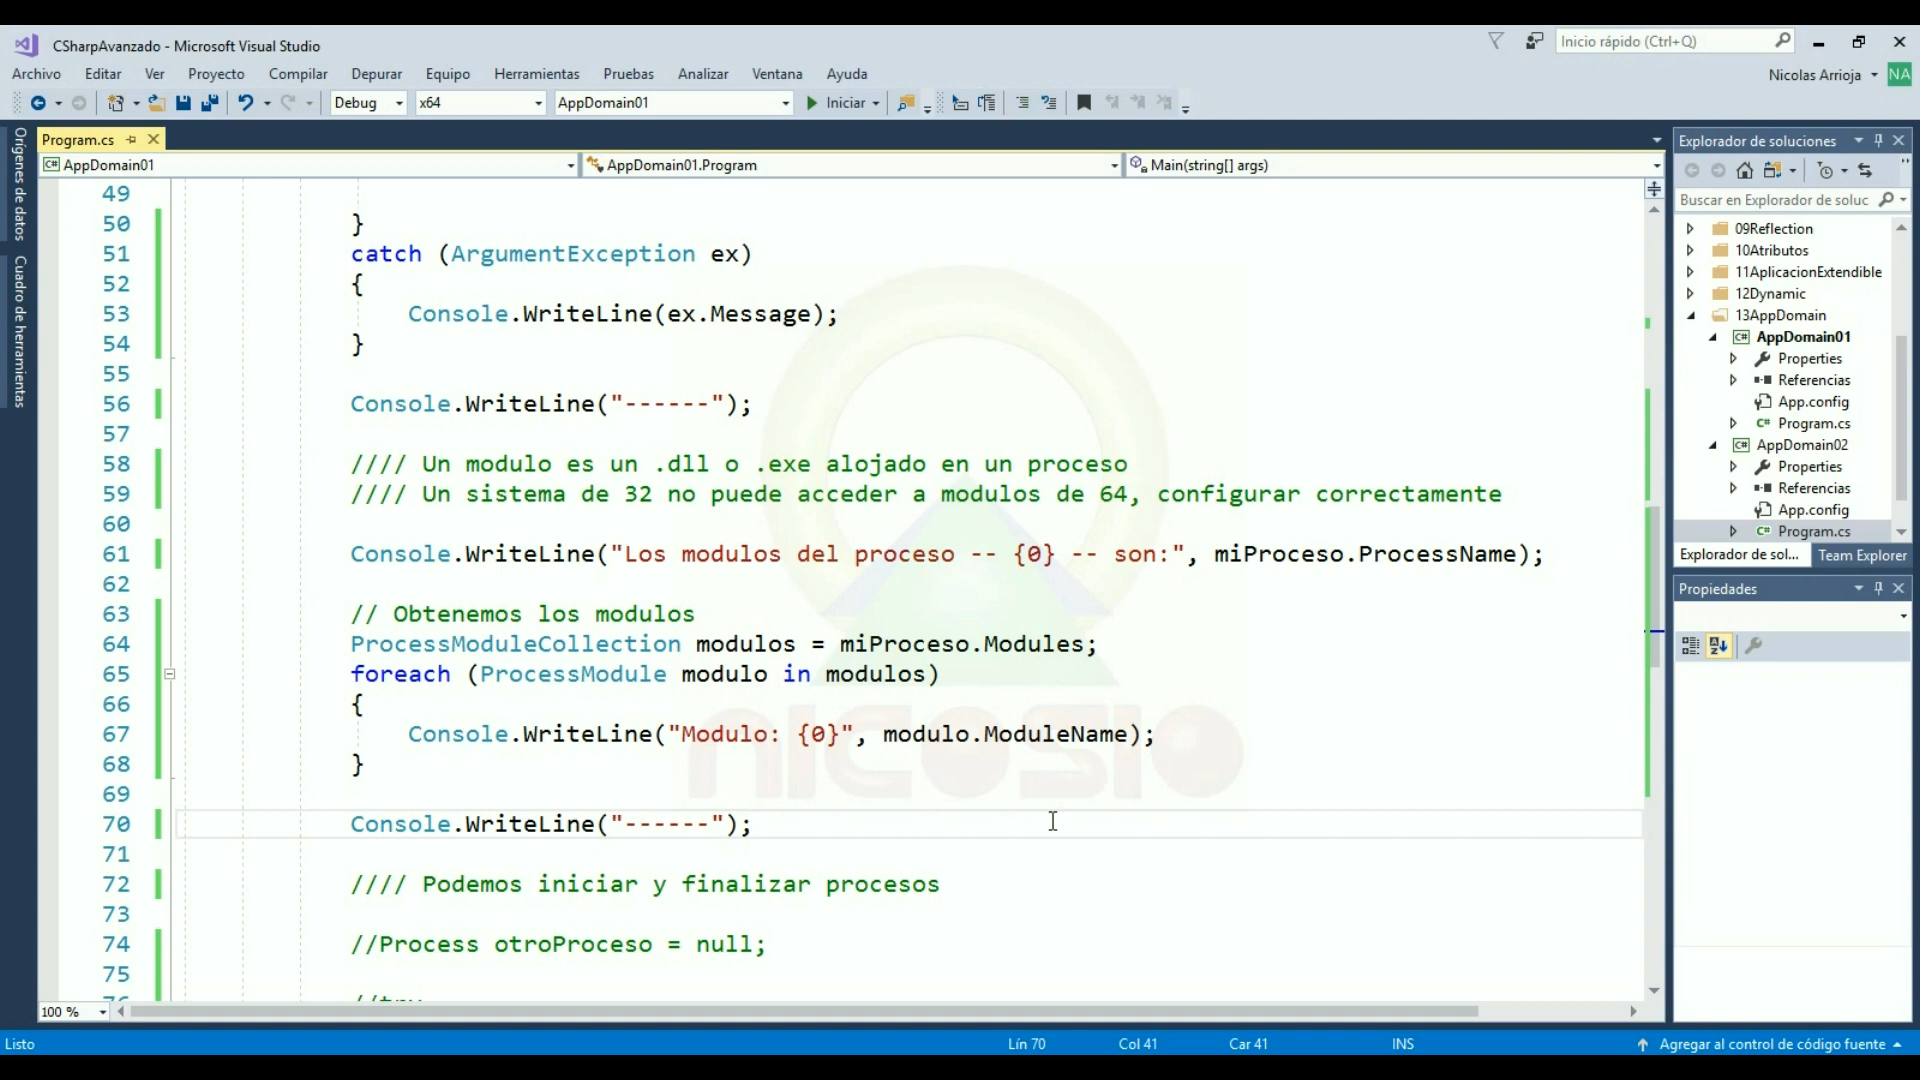 CSharpAvanzado - Microsoft Visual Studio
Inicio rápido (Ctrl+Q)
Archivo Editar Ver Proyecto Compilar Depurar Equipo Herramientas Pruebas Analizar Ventana Ayuda
Nicolas Arrioja NA
Debug x64 AppDomain01 Iniciar
Orígenes de datos
Cuadro de herramientas
Program.cs
AppDomain01 AppDomain01.Program Main(string[] args)
49
50 }
51 catch (ArgumentException ex)
52 {
53 Console.WriteLine(ex.Message);
54 }
55
56 Console.WriteLine("------");
57
58 //// Un modulo es un .dll o .exe alojado en un proceso
59 //// Un sistema de 32 no puede acceder a modulos de 64, configurar correctamente
60
61 Console.WriteLine("Los modulos del proceso -- {0} -- son:", miProceso.ProcessName);
62
63 // Obtenemos los modulos
64 ProcessModuleCollection modulos = miProceso.Modules;
65 foreach (ProcessModule modulo in modulos)
66 {
67 Console.WriteLine("Modulo: {0}", modulo.ModuleName);
68 }
69
70 Console.WriteLine("------");
71
72 //// Podemos iniciar y finalizar procesos
73
74 //Process otroProceso = null;
75
76 //try
nicosio
100 %
Explorador de soluciones
Buscar en Explorador de soluc
09Reflection
10Atributos
11AplicacionExtendible
12Dynamic
13AppDomain
AppDomain01
Properties
Referencias
App.config
Program.cs
AppDomain02
Properties
Referencias
App.config
Program.cs
Explorador de sol... Team Explorer
Propiedades
Listo Lín 70 Col 41 Car 41 INS Agregar al control de código fuente